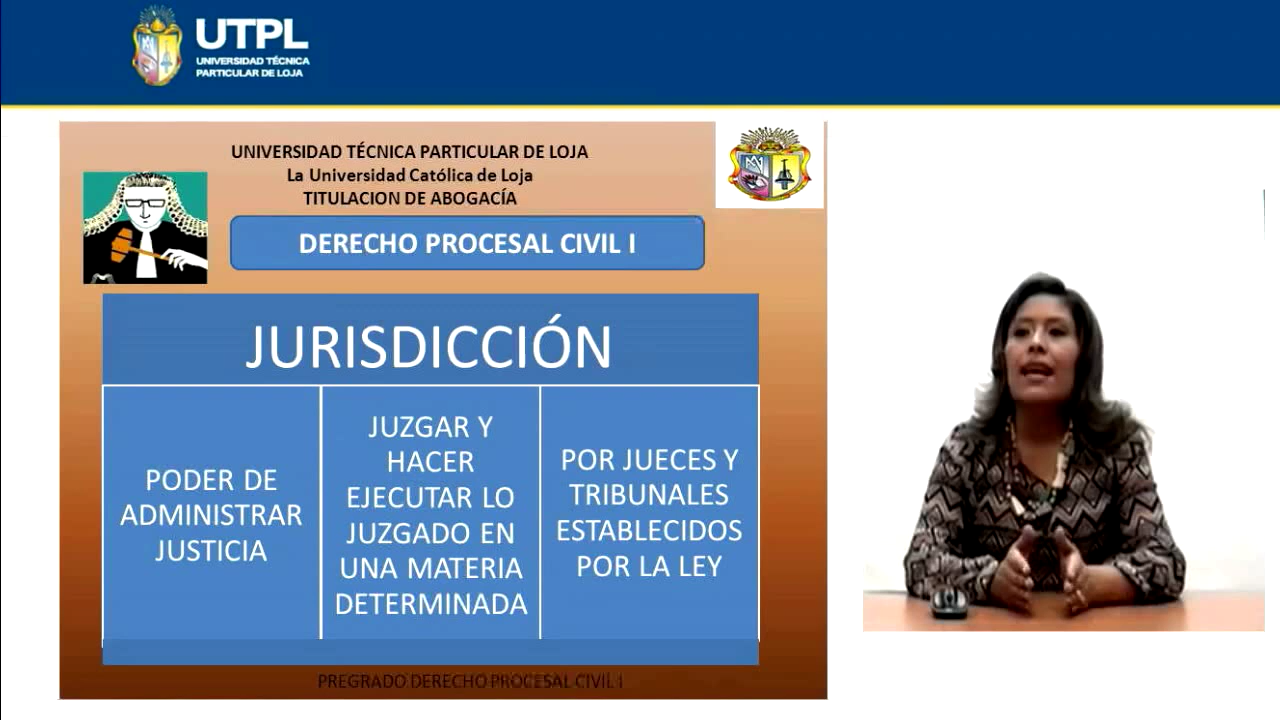 UTPL
UNIVERSIDAD TÉCNICA
PARTICULAR DE LOJA
UNIVERSIDAD TÉCNICA PARTICULAR DE LOJA
La Universidad Católica de Loja
TITULACION DE ABOGACÍA
DERECHO PROCESAL CIVIL I
JURISDICCIÓN
PODER DE
ADMINISTRAR
JUSTICIA
JUZGAR Y
HACER
EJECUTAR LO
JUZGADO EN
UNA MATERIA
DETERMINADA
POR JUECES Y
TRIBUNALES
ESTABLECIDOS
POR LA LEY
PREGRADO DERECHO PROCESAL CIVIL I